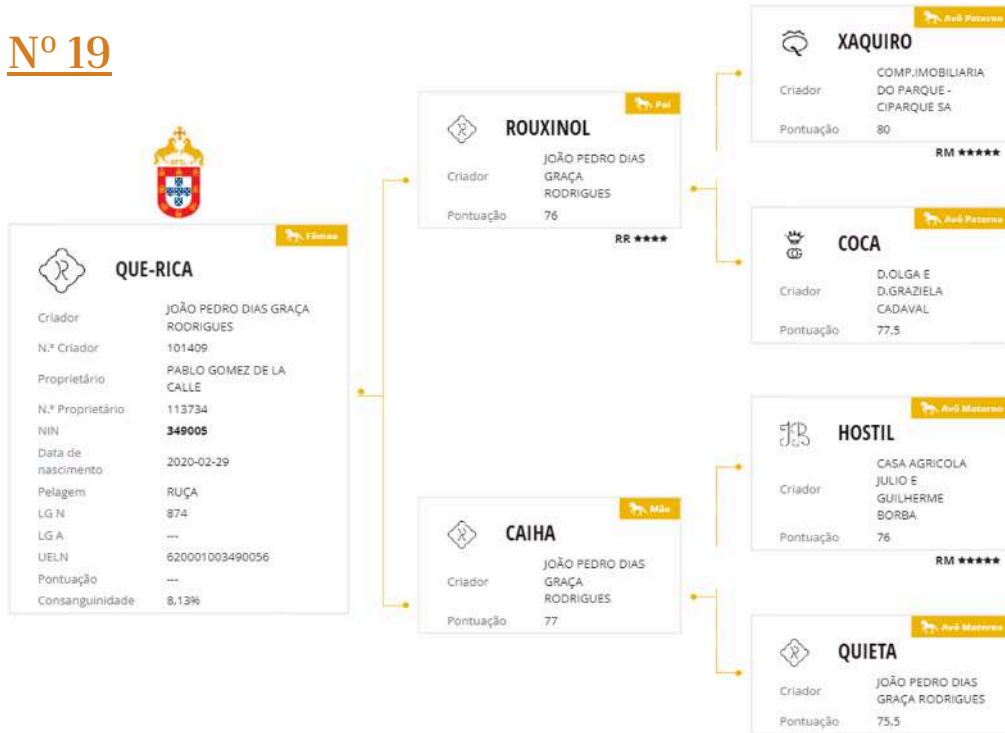 Nº 19
Fêmea
QUE-RICA
Criador JOÃO PEDRO DIAS GRAÇA
RODRIGUES
N.º Criador 101409
Proprietário PABLO GOMEZ DE LA
CALLE
N.º Proprietário 113734
NIN 349005
Data de
nascimento 2020-02-29
Pelagem RUÇA
LG N 874
LG A ---
UELN 620001003490056
Pontuação ---
Consanguinidade 8,13%
Pai
ROUXINOL
Criador JOÃO PEDRO DIAS
GRAÇA
RODRIGUES
Pontuação 76
RR ★★★★
Mãe
CAIHA
Criador JOÃO PEDRO DIAS
GRAÇA
RODRIGUES
Pontuação 77
Avô Paterno
XAQUIRO
Criador COMP.IMOBILIARIA
DO PARQUE -
CIPARQUE SA
Pontuação 80
RM ★★★★★
Avó Paterna
COCA
Criador D.OLGA E
D.GRAZIELA
CADAVAL
Pontuação 77.5
Avô Materno
HOSTIL
Criador CASA AGRICOLA
JULIO E
GUILHERME
BORBA
Pontuação 76
RM ★★★★★
Avó Materna
QUIETA
Criador JOÃO PEDRO DIAS
GRAÇA RODRIGUES
Pontuação 75.5